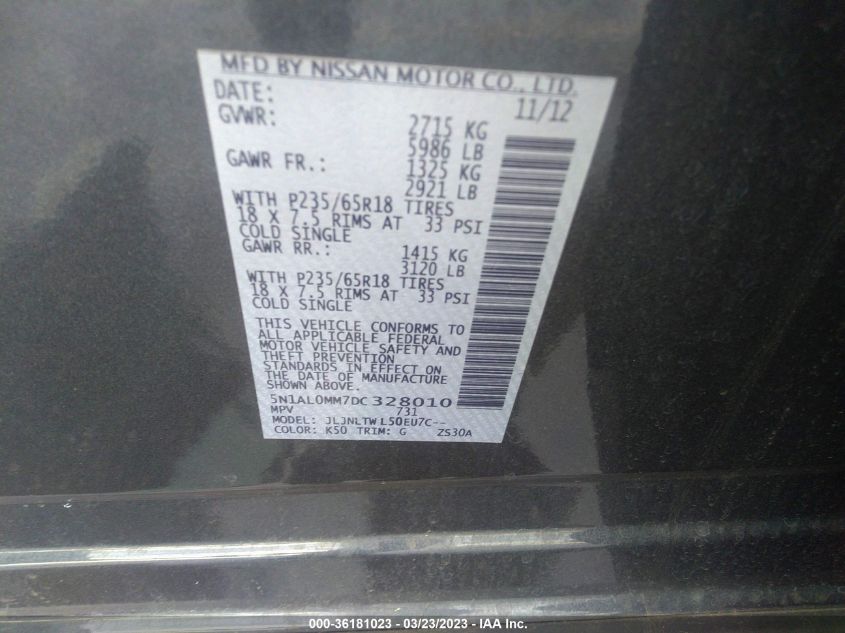 MFD BY NISSAN MOTOR CO., LTD.
DATE: 11/12
GVWR: 2715 KG
5986 LB
GAWR FR.: 1325 KG
2921 LB
WITH P235/65R18 TIRES
18 X 7.5 RIMS AT 33 PSI
COLD SINGLE
GAWR RR.: 1415 KG
3120 LB
WITH P235/65R18 TIRES
18 X 7.5 RIMS AT 33 PSI
COLD SINGLE
THIS VEHICLE CONFORMS TO
ALL APPLICABLE FEDERAL
MOTOR VEHICLE SAFETY AND
THEFT PREVENTION
STANDARDS IN EFFECT ON
THE DATE OF MANUFACTURE
SHOWN ABOVE.
5N1AL0MM7DC 328010
MPV 731
MODEL: JLJNLTW L50EU7C--
COLOR: K50 TRIM: G ZS30A
000-36181023 - 03/23/2023 - IAA Inc.